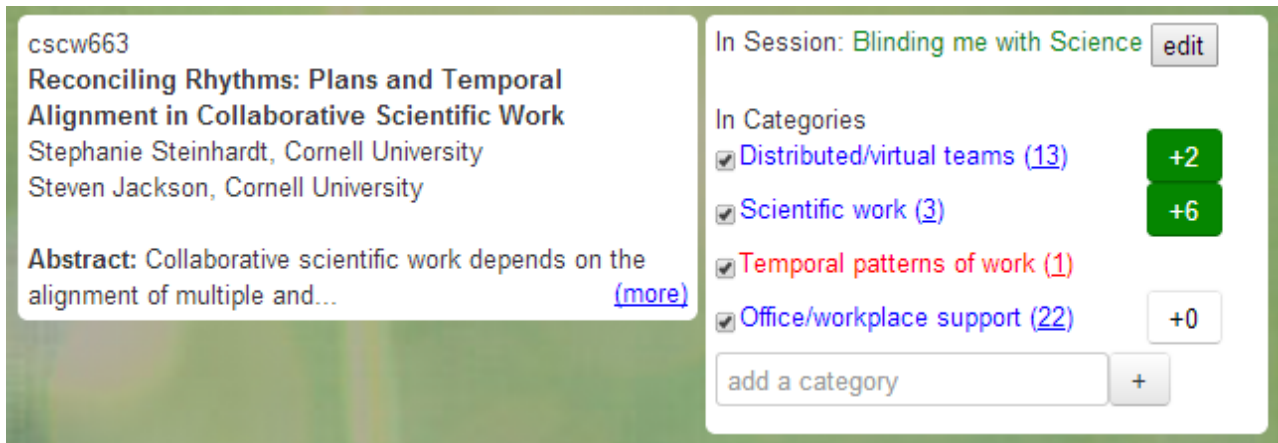 cscw663
Reconciling Rhythms: Plans and Temporal
Alignment in Collaborative Scientific Work
Stephanie Steinhardt, Cornell University
Steven Jackson, Cornell University
Abstract: Collaborative scientific work depends on the
alignment of multiple and... (more)
In Session: Blinding me with Science edit
In Categories
Distributed/virtual teams (13) +2
Scientific work (3) +6
Temporal patterns of work (1)
Office/workplace support (22) +0
add a category +